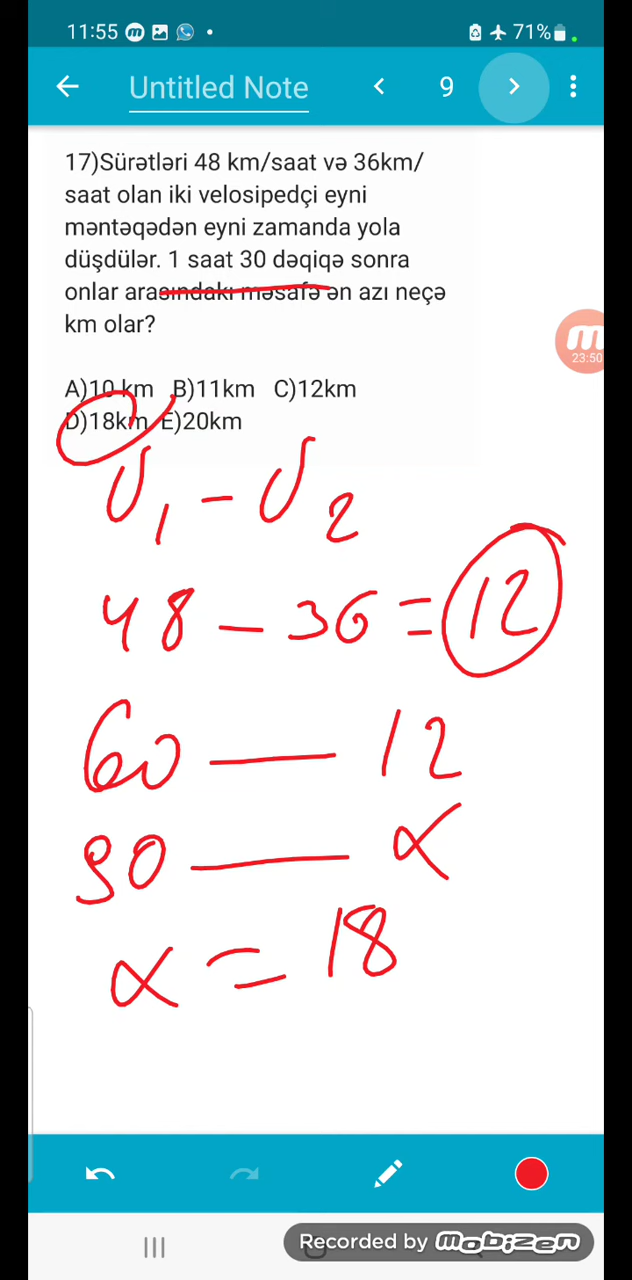 11:55 71%
Untitled Note 9
17)Sürətləri 48 km/saat və 36km/
saat olan iki velosipedçi eyni
məntəqədən eyni zamanda yola
düşdülər. 1 saat 30 dəqiqə sonra
onlar arasındakı məsafə ən azı neçə
km olar?
23:50
A)10 km B)11km C)12km
D)18km E)20km
V1 - V2
48 - 36 = 12
60 — 12
90 — x
x = 18
Recorded by mobizen